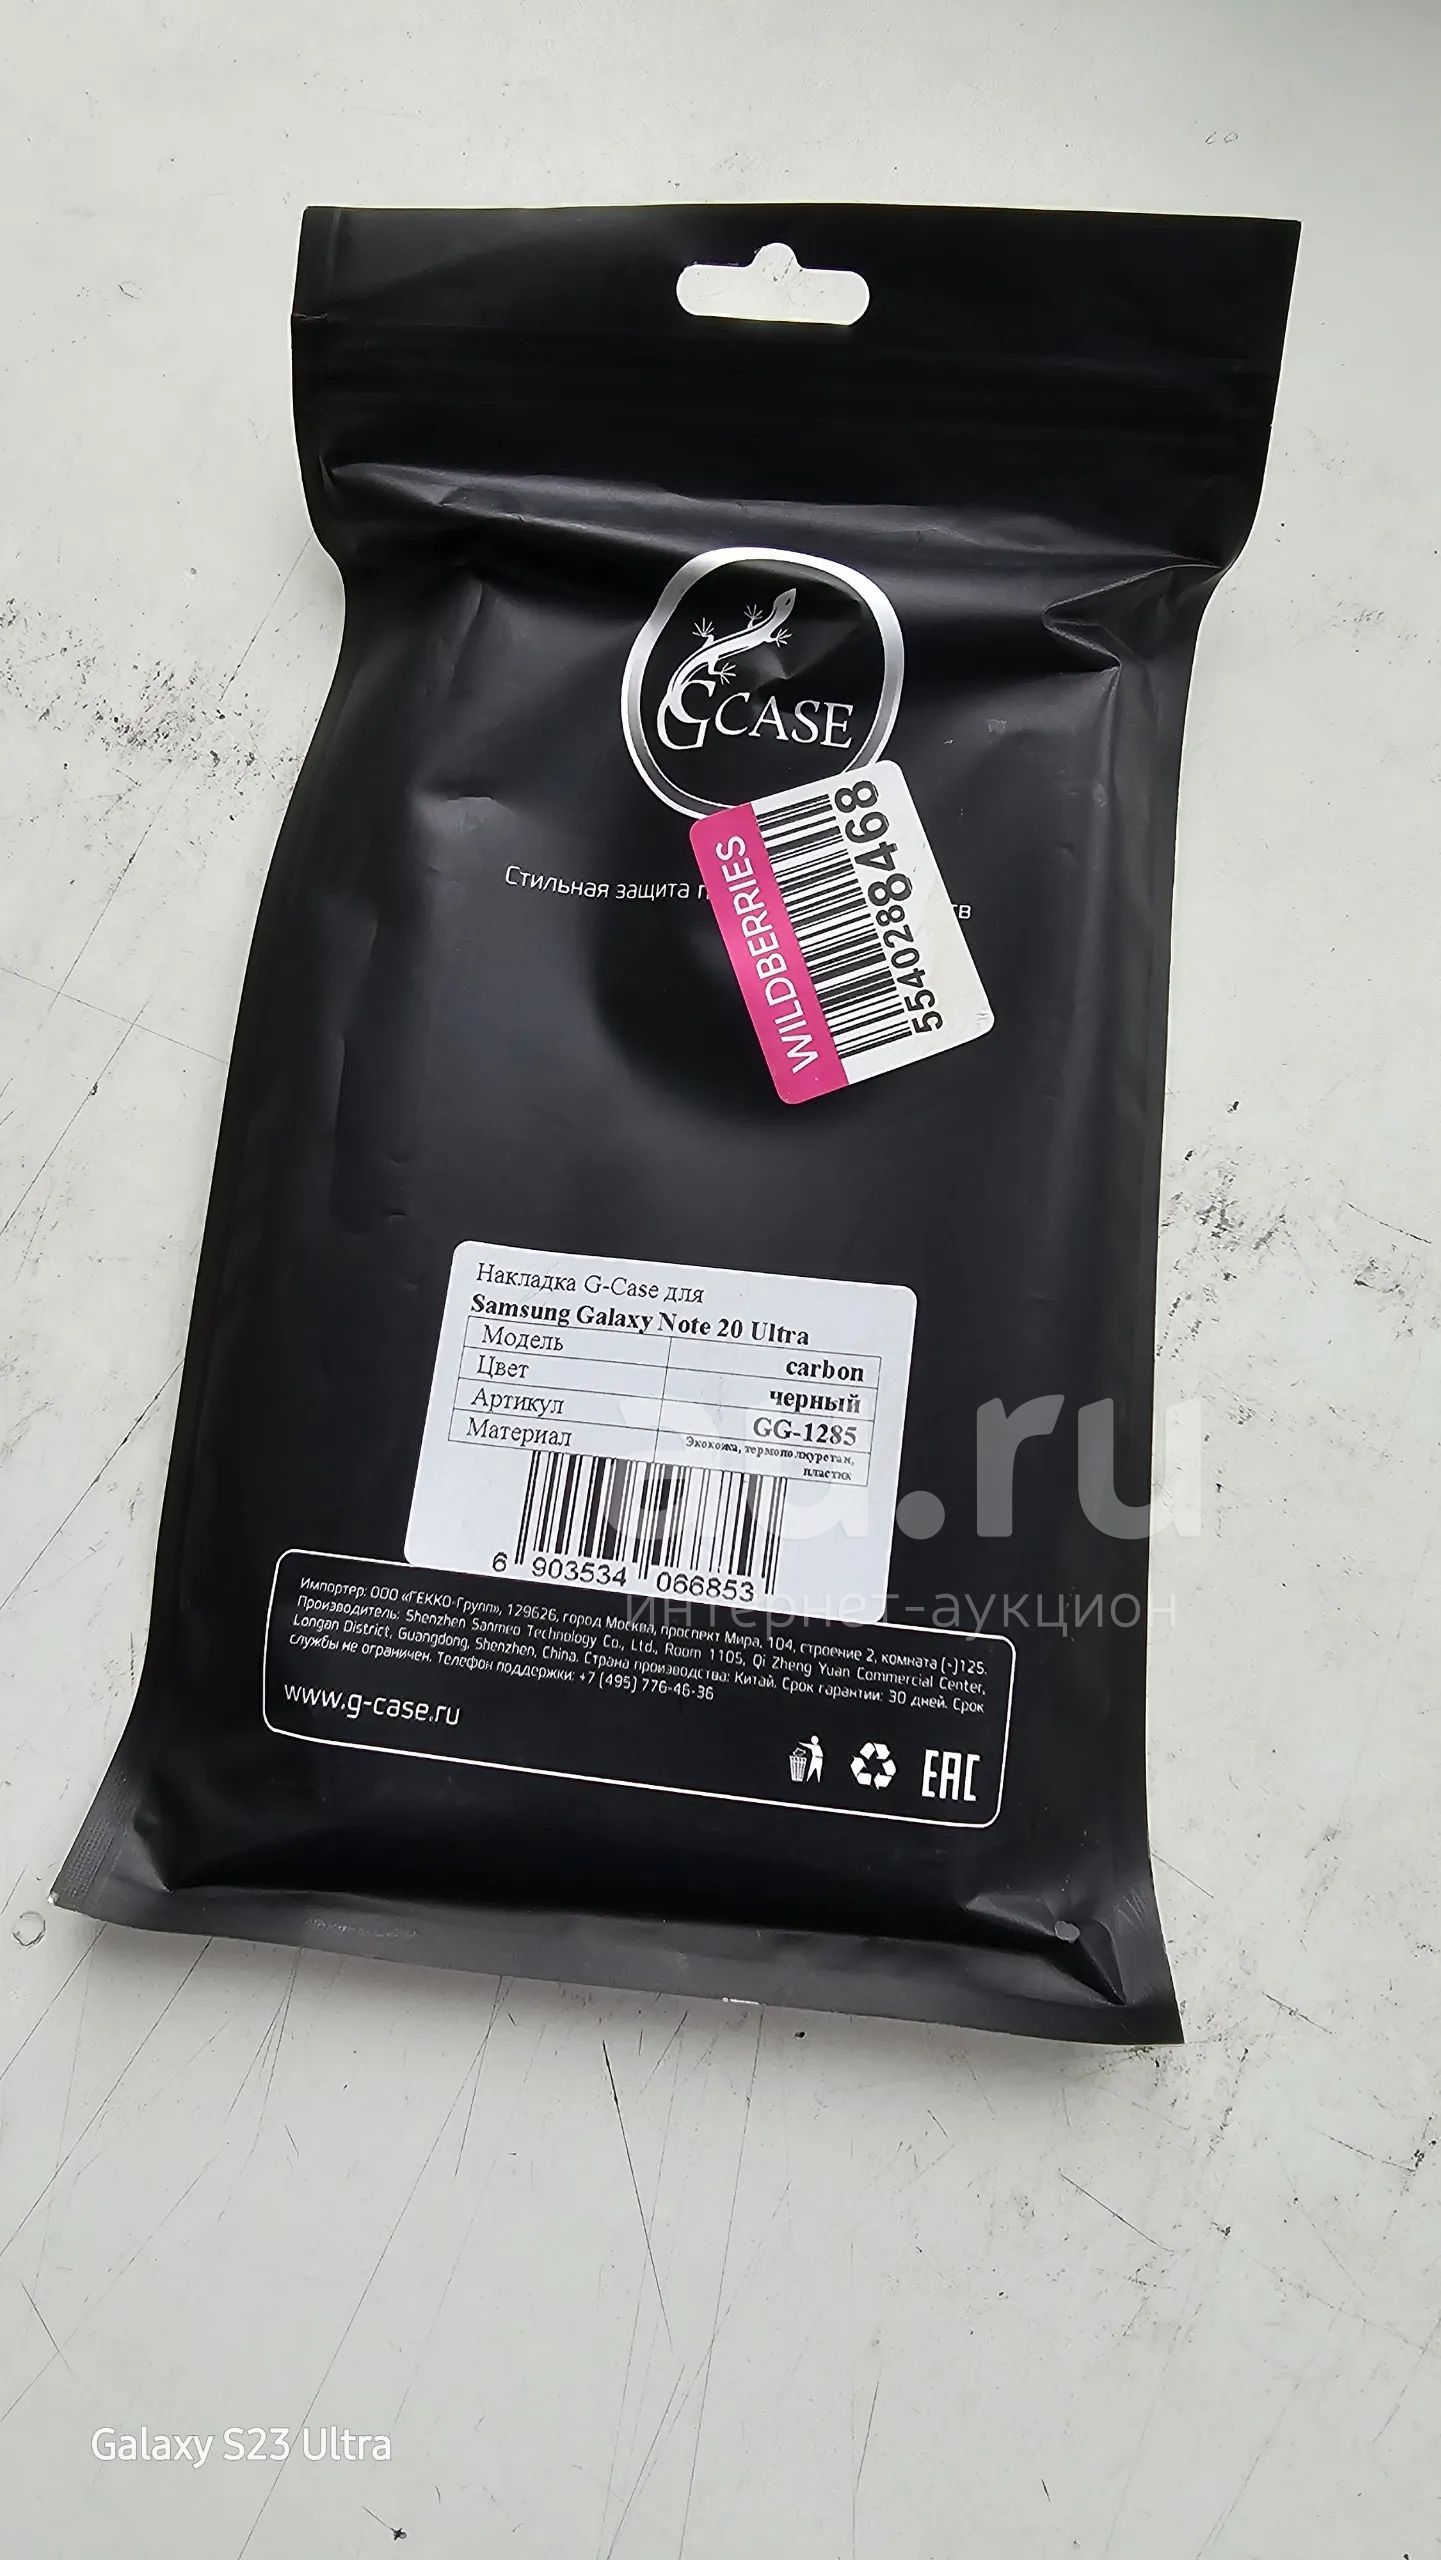 GCASE
Стильная защита
WILDBERRIES
5540288468
Накладка G-Case для
Samsung Galaxy Note 20 Ultra
Модель carbon
Цвет черный
Артикул GG-1285
Материал Экокожа, термополиуретан,
пластик
6 903534 066853
au.ru
интернет-аукцион
Импортер: ООО «ГЕККО-Групп», 129626, город Москва, проспект Мира, 104, строение 2, комната (-)125.
Производитель: Shenzhen Sanmeo Technology Co., Ltd., Room 1105, Qi Zheng Yuan Commercial Center,
Longan District, Guangdong, Shenzhen, China. Страна производства: Китай. Срок гарантии: 30 дней. Срок
службы не ограничен. Телефон поддержки: +7 (495) 776-46-36
www.g-case.ru
EAC
Galaxy S23 Ultra